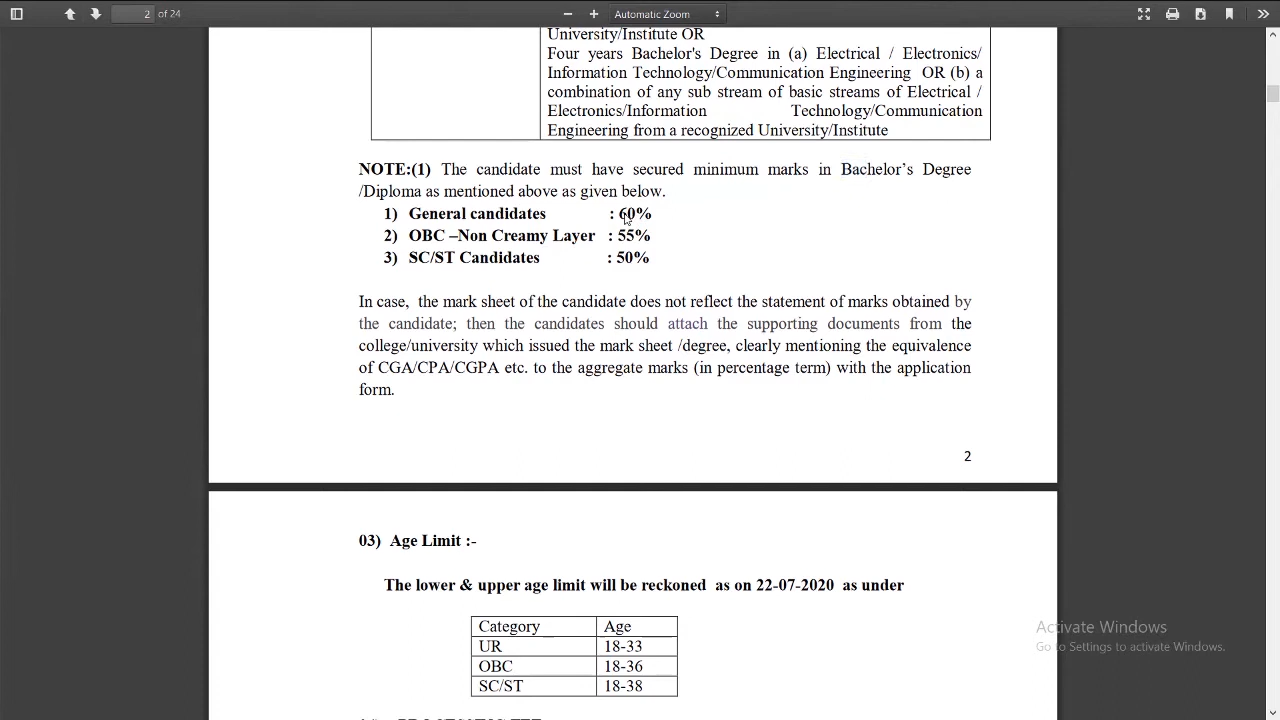 2 of 24 Automatic Zoom
University/Institute OR
Four years Bachelor's Degree in (a) Electrical / Electronics/
Information Technology/Communication Engineering OR (b) a
combination of any sub stream of basic streams of Electrical /
Electronics/Information Technology/Communication
Engineering from a recognized University/Institute
NOTE:(1) The candidate must have secured minimum marks in Bachelor’s Degree
/Diploma as mentioned above as given below.
1) General candidates : 60%
2) OBC –Non Creamy Layer : 55%
3) SC/ST Candidates : 50%
In case, the mark sheet of the candidate does not reflect the statement of marks obtained by
the candidate; then the candidates should attach the supporting documents from the
college/university which issued the mark sheet /degree, clearly mentioning the equivalence
of CGA/CPA/CGPA etc. to the aggregate marks (in percentage term) with the application
form.
2
03) Age Limit :-
The lower & upper age limit will be reckoned as on 22-07-2020 as under
Category Age
UR 18-33
OBC 18-36
SC/ST 18-38
Activate Windows
Go to Settings to activate Windows.